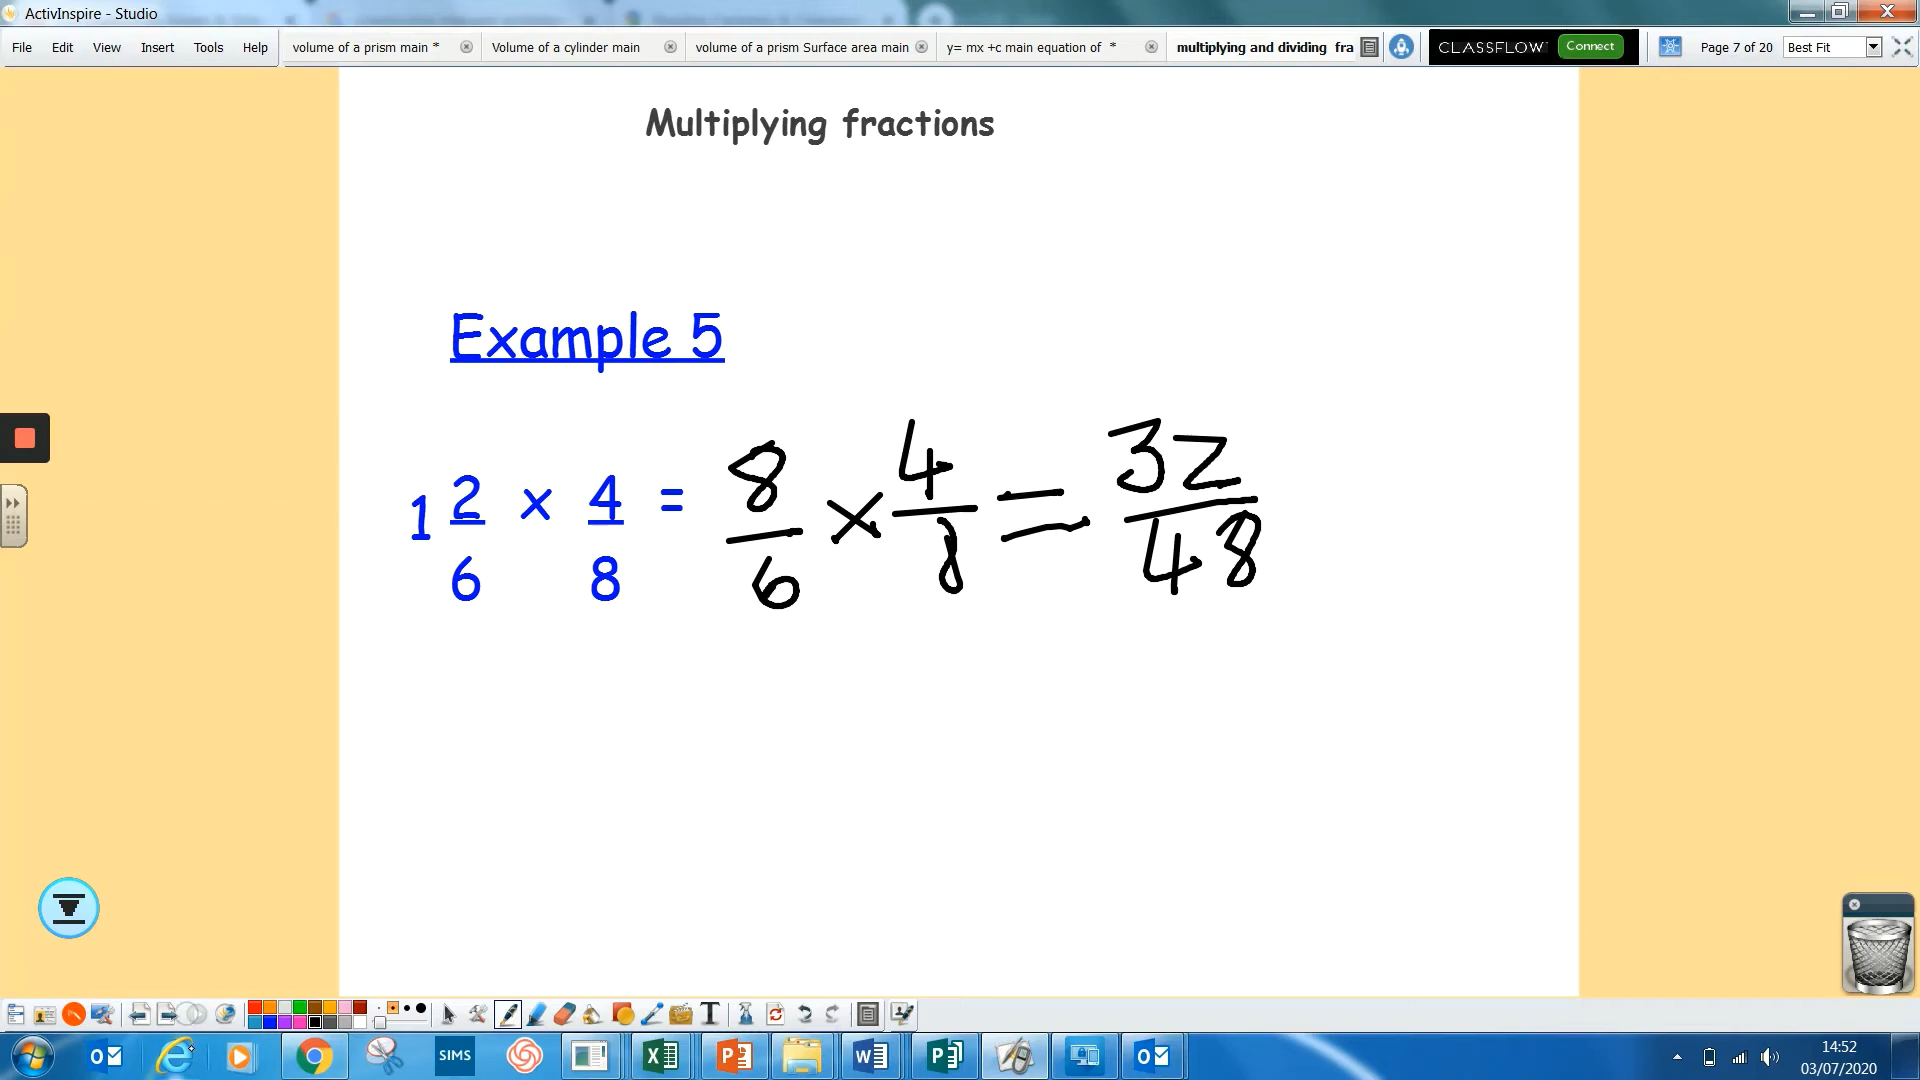 ActivInspire - Studio
File Edit View Insert Tools Help volume of a prism main * Volume of a cylinder main volume of a prism Surface area main y= mx +c main equation of * multiplying and dividing fra CLASSFLOW Connect Page 7 of 20 Best Fit
Multiplying fractions
Example 5
1 2/6 x 4/8 = 8/6 × 4/8 = 32/48
T
SIMS
14:52
03/07/2020